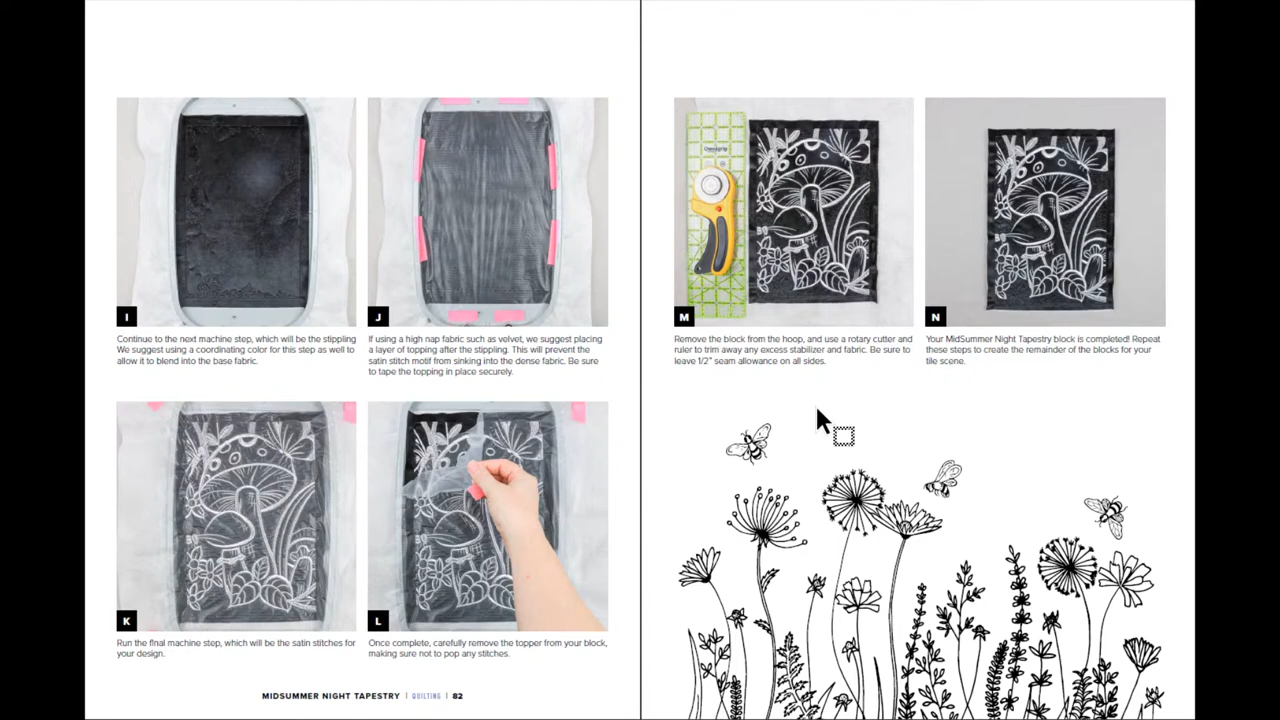 I
Continue to the next machine step, which will be the stippling
We suggest using a coordinating color for this step as well to
allow it to blend into the base fabric.
J
If using a high nap fabric such as velvet, we suggest placing
a layer of topping after the stippling. This will prevent the
satin stitch motif from sinking into the dense fabric. Be sure
to tape the topping in place securely.
K
Run the final machine step, which will be the satin stitches for
your design.
L
Once complete, carefully remove the topper from your block,
making sure not to pop any stitches.
MIDSUMMER NIGHT TAPESTRY | QUILTING | 82
Omnigrip
M
Remove the block from the hoop, and use a rotary cutter and
ruler to trim away any excess stabilizer and fabric. Be sure to
leave 1/2" seam allowance on all sides.
N
Your MidSummer Night Tapestry block is completed! Repeat
these steps to create the remainder of the blocks for your
tile scene.